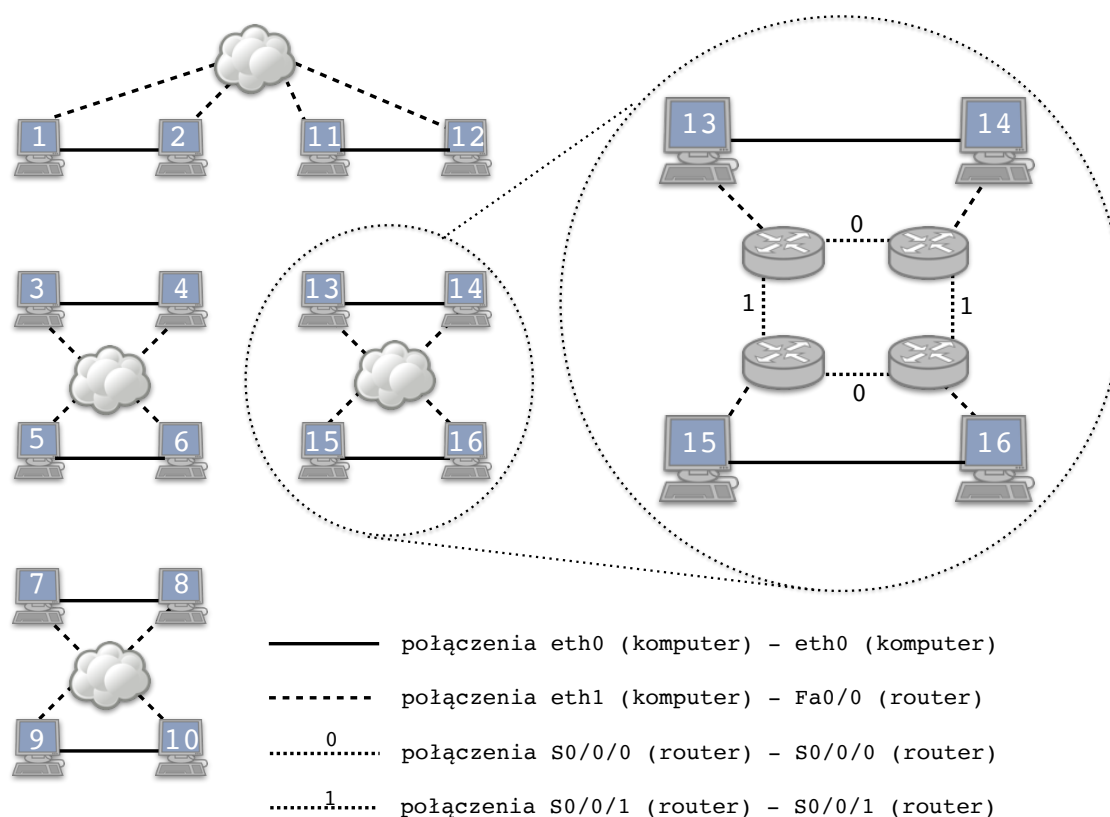 1 2 11 12
13 14
0
3 4 13 14
1 1
0
5 6 15 16
15 16
7 8
połączenia eth0 (komputer) – eth0 (komputer)
połączenia eth1 (komputer) – Fa0/0 (router)
9 10
0 połączenia S0/0/0 (router) – S0/0/0 (router)
1 połączenia S0/0/1 (router) – S0/0/1 (router)